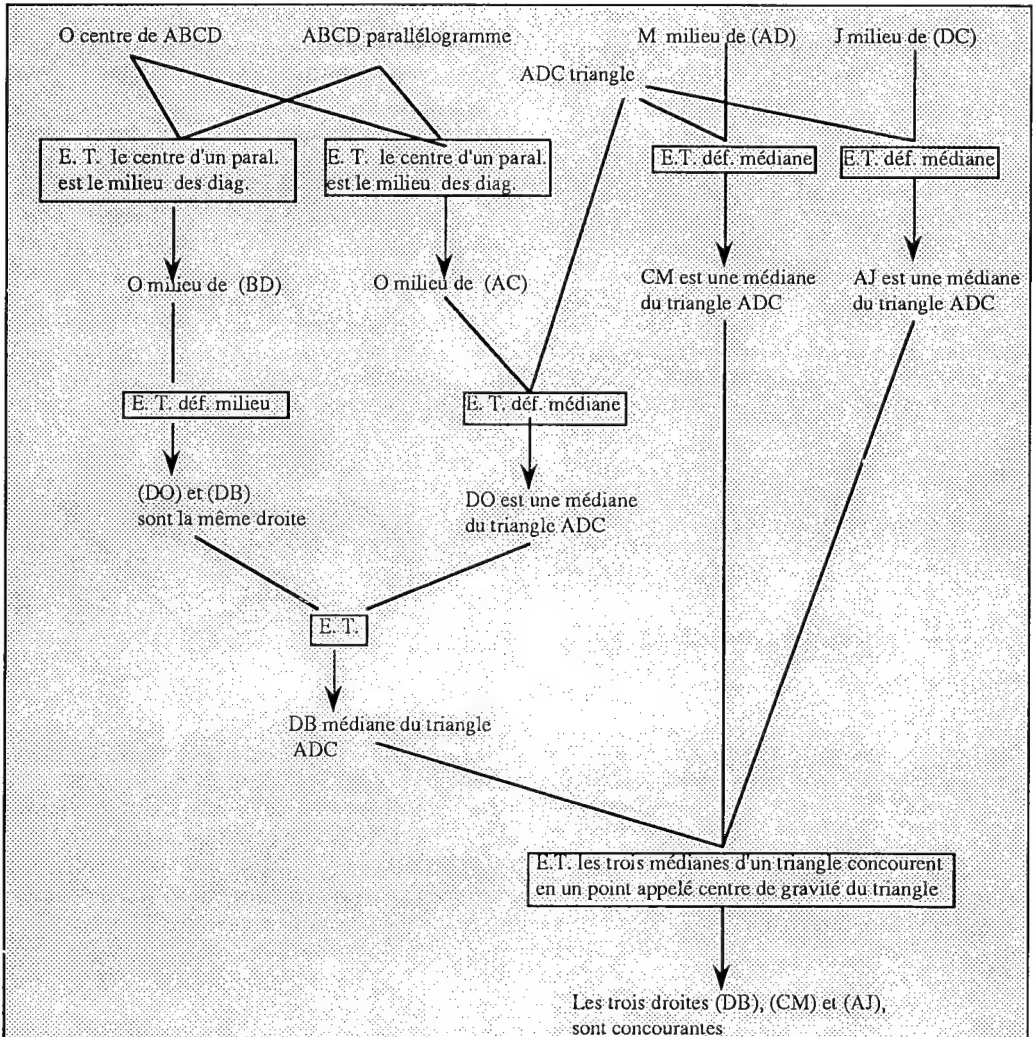 O centre de ABCD
ABCD parallélogramme
M milieu de (AD)
J milieu de (DC)
ADC triangle
E. T. le centre d'un paral.
est le milieu des diag.
E. T. le centre d'un paral.
est le milieu des diag.
E.T. déf. médiane
E.T. déf. médiane
O milieu de (BD)
O milieu de (AC)
CM est une médiane
du triangle ADC
AJ est une médiane
du triangle ADC
E. T. déf. milieu
E. T. déf. médiane
(DO) et (DB)
sont la même droite
DO est une médiane
du triangle ADC
E. T.
DB médiane du triangle
ADC
E.T. les trois médianes d'un triangle concourent
en un point appelé centre de gravité du triangle
Les trois droites (DB), (CM) et (AJ),
sont concourantes